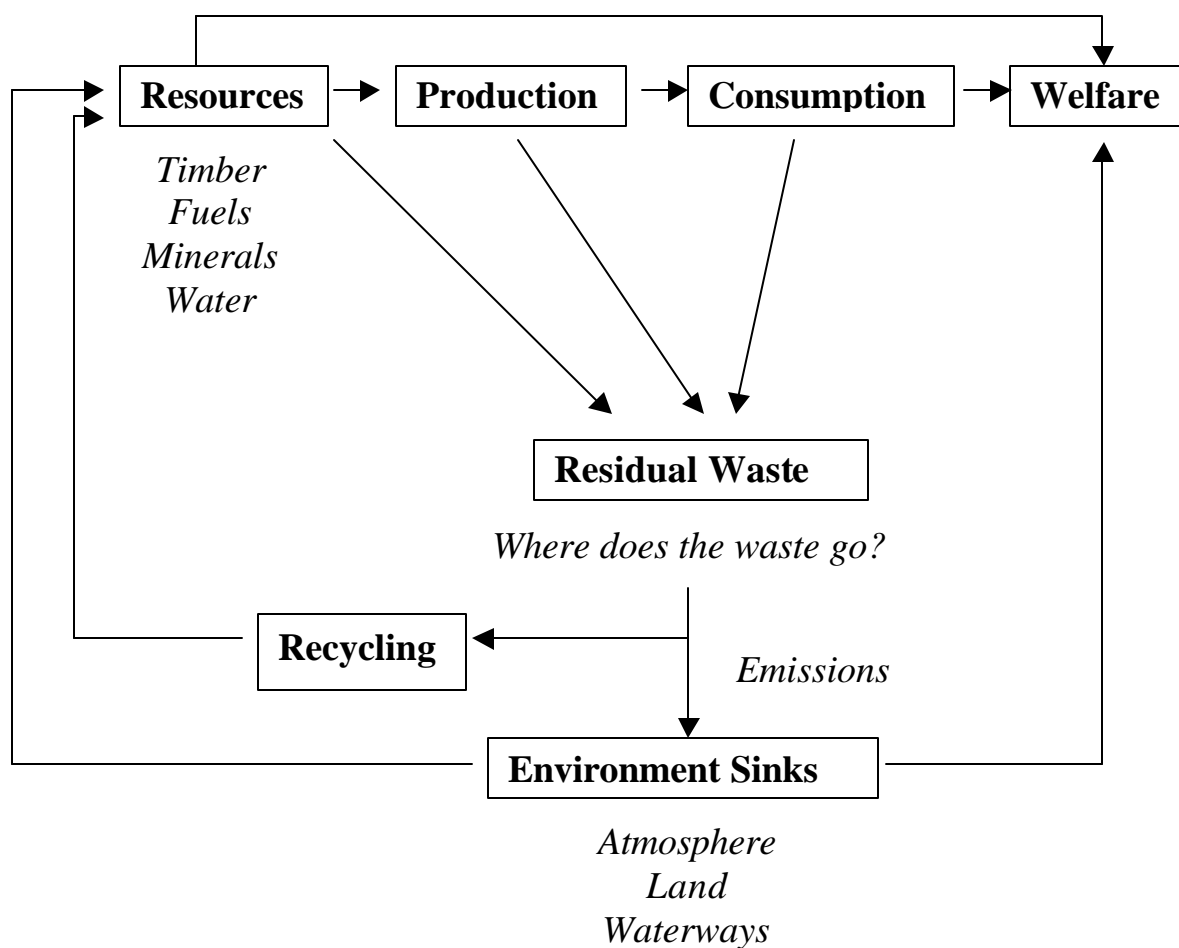 Resources
Production
Consumption
Welfare
Timber
Fuels
Minerals
Water
Residual Waste
Where does the waste go?
Recycling
Emissions
Environment Sinks
Atmosphere
Land
Waterways